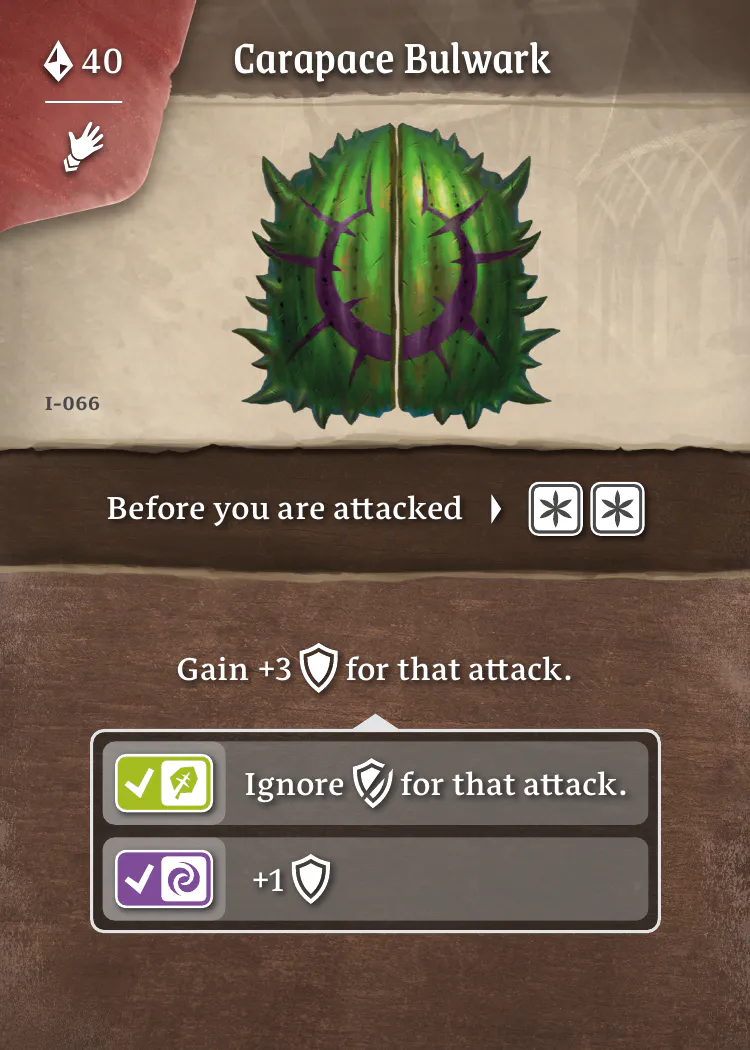 40
Carapace Bulwark
I-066
Before you are attacked
Gain +3 for that attack.
Ignore for that attack.
+1